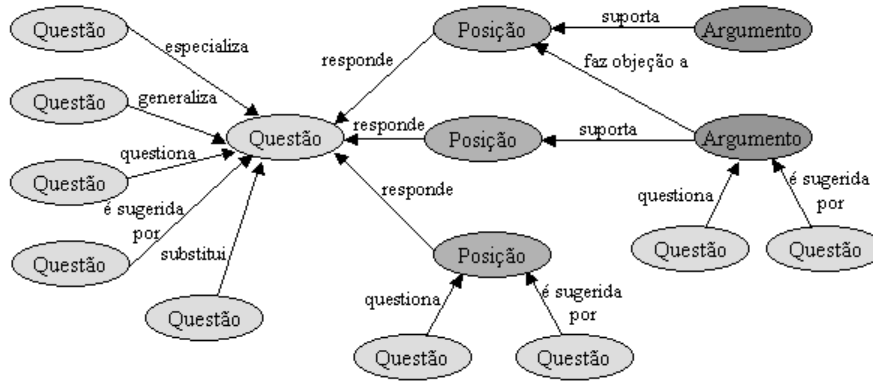 Questão
especializa
Posição
suporta
Argumento
responde
faz objeção a
Questão
generaliza
Questão
responde
Posição
suporta
Argumento
questiona
Questão
é sugerida
por
Questão
substitui
Questão
responde
Posição
questiona
Questão
é sugerida
por
Questão
questiona
Questão
é sugerida
por
Questão